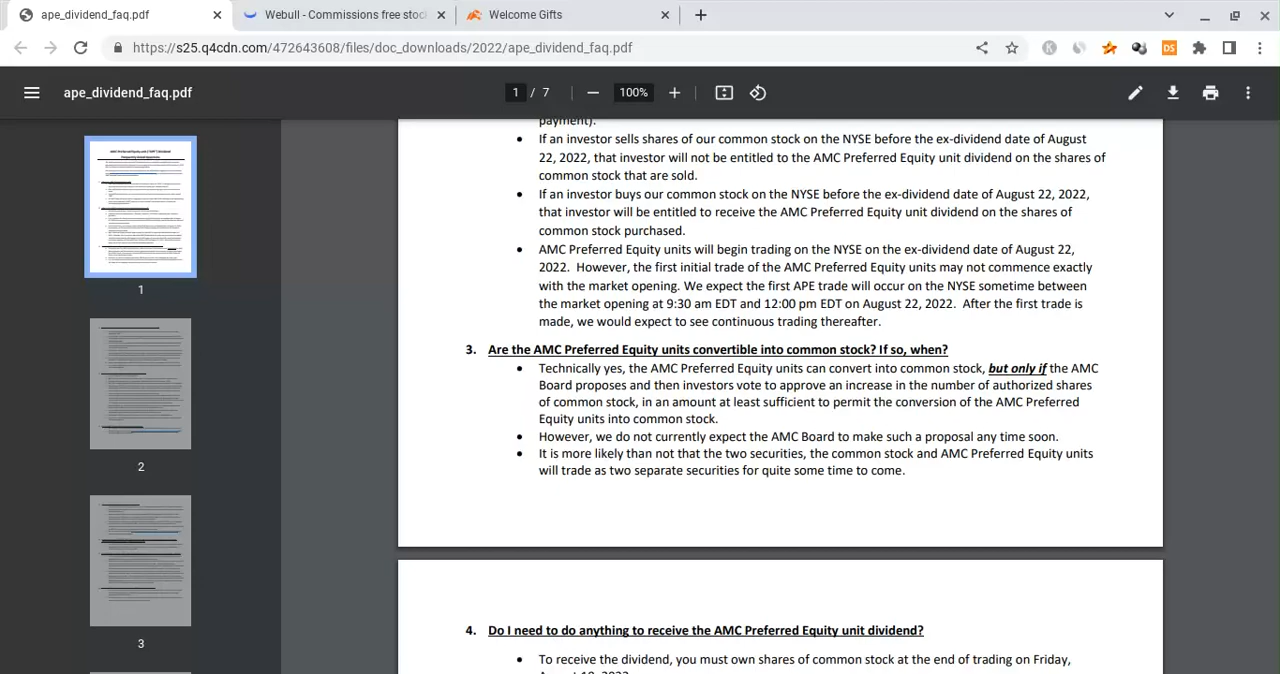 ape_dividend_faq.pdf
Webull - Commissions free stoc
Welcome Gifts
https://s25.q4cdn.com/472643608/files/doc_downloads/2022/ape_dividend_faq.pdf
DS
ape_dividend_faq.pdf
1 / 7
100%
payment).
• If an investor sells shares of our common stock on the NYSE before the ex-dividend date of August
22, 2022, that investor will not be entitled to the AMC Preferred Equity unit dividend on the shares of
common stock that are sold.
• If an investor buys our common stock on the NYSE before the ex-dividend date of August 22, 2022,
that investor will be entitled to receive the AMC Preferred Equity unit dividend on the shares of
common stock purchased.
• AMC Preferred Equity units will begin trading on the NYSE on the ex-dividend date of August 22,
2022. However, the first initial trade of the AMC Preferred Equity units may not commence exactly
with the market opening. We expect the first APE trade will occur on the NYSE sometime between
the market opening at 9:30 am EDT and 12:00 pm EDT on August 22, 2022. After the first trade is
made, we would expect to see continuous trading thereafter.
3. Are the AMC Preferred Equity units convertible into common stock? If so, when?
• Technically yes, the AMC Preferred Equity units can convert into common stock, but only if the AMC
Board proposes and then investors vote to approve an increase in the number of authorized shares
of common stock, in an amount at least sufficient to permit the conversion of the AMC Preferred
Equity units into common stock.
• However, we do not currently expect the AMC Board to make such a proposal any time soon.
• It is more likely than not that the two securities, the common stock and AMC Preferred Equity units
will trade as two separate securities for quite some time to come.
4. Do I need to do anything to receive the AMC Preferred Equity unit dividend?
• To receive the dividend, you must own shares of common stock at the end of trading on Friday,
1
2
3